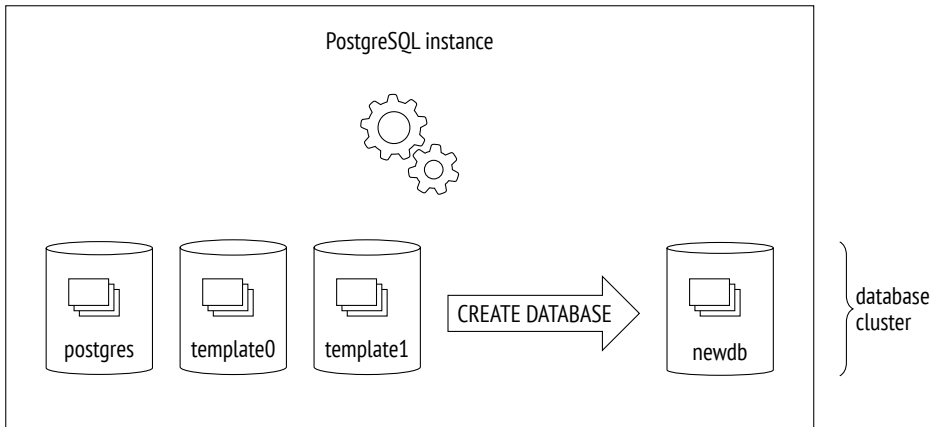 PostgreSQL instance
postgres
template0
template1
CREATE DATABASE
newdb
database
cluster